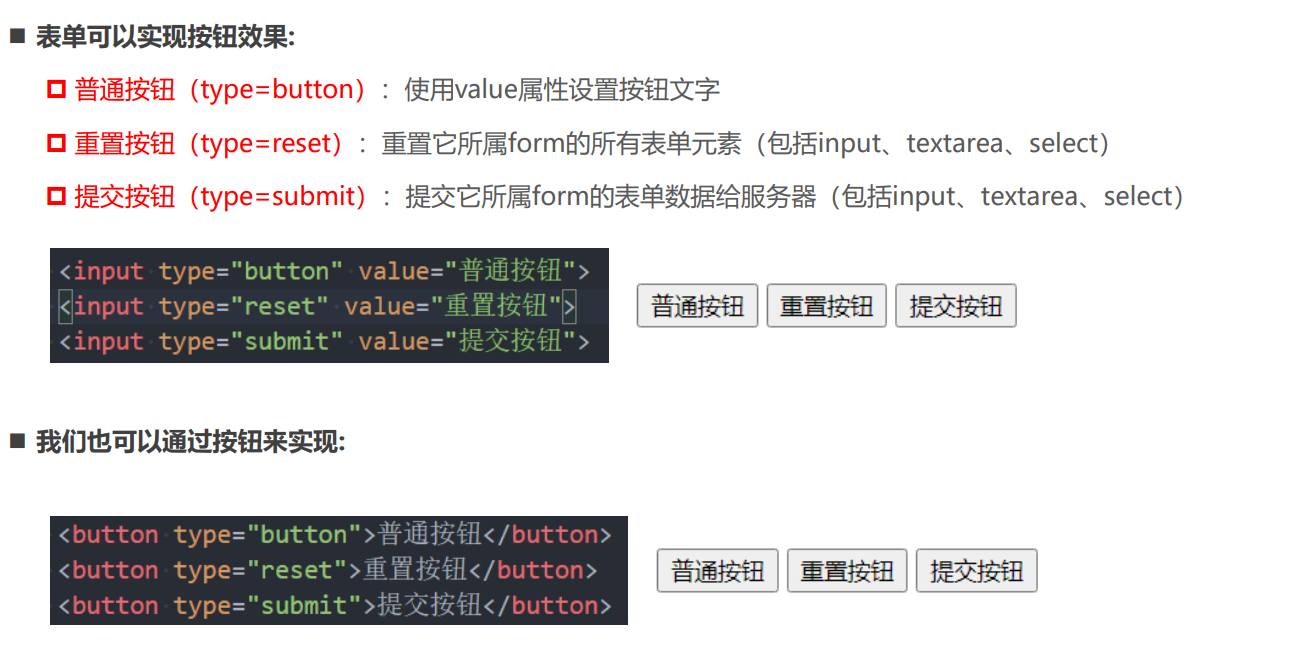 表单可以实现按钮效果:
普通按钮（type=button）：使用value属性设置按钮文字
重置按钮（type=reset）：重置它所属form的所有表单元素（包括input、textarea、select）
提交按钮（type=submit）：提交它所属form的表单数据给服务器（包括input、textarea、select）
<input type="button" value="普通按钮">
<input type="reset" value="重置按钮">
<input type="submit" value="提交按钮">
普通按钮 重置按钮 提交按钮
我们也可以通过按钮来实现:
<button type="button">普通按钮</button>
<button type="reset">重置按钮</button>
<button type="submit">提交按钮</button>
普通按钮 重置按钮 提交按钮